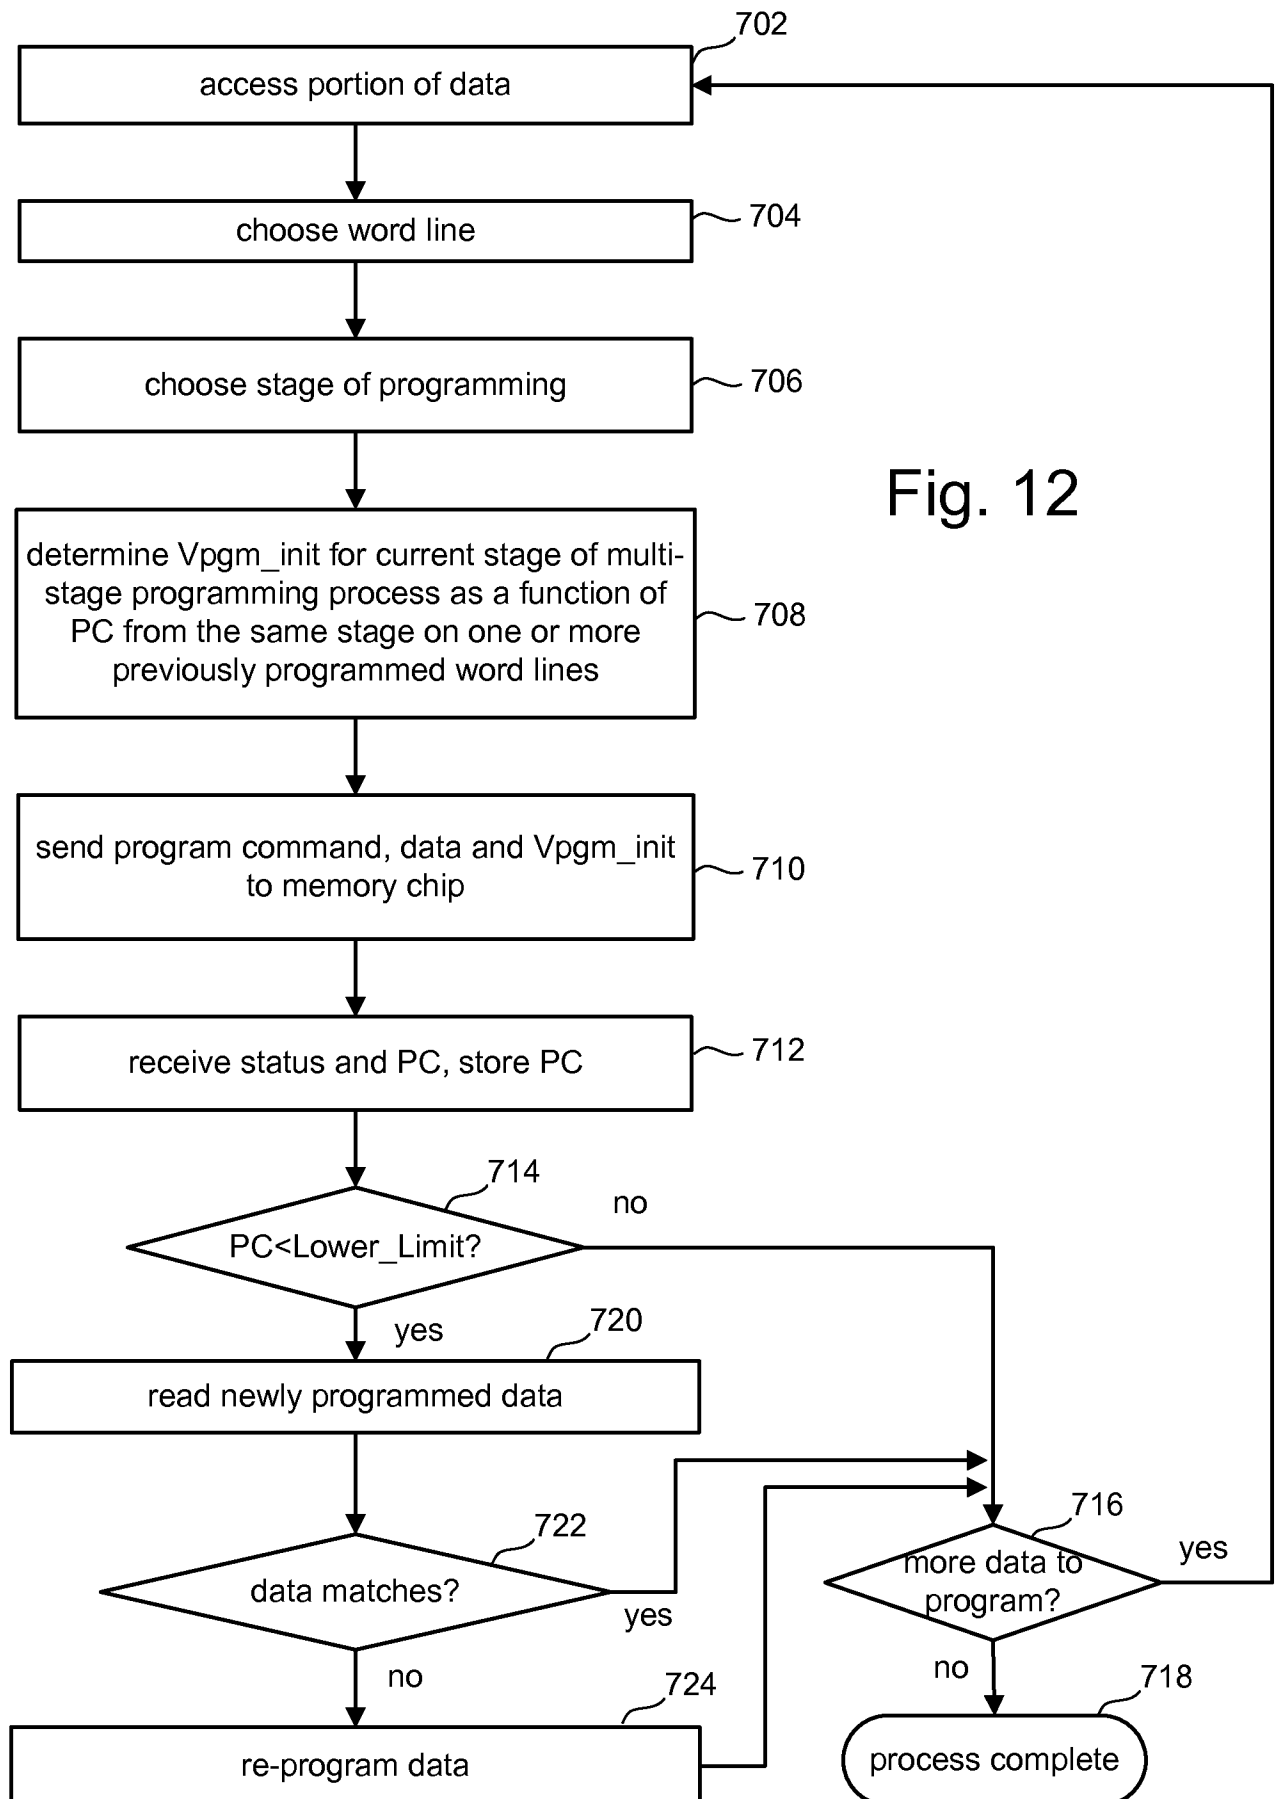 702
access portion of data
choose word line
704
choose stage of programming
706
Fig. 12
determine Vpgm_init for current stage of multi-
stage programming process as a function of
PC from the same stage on one or more
previously programmed word lines
708
send program command, data and Vpgm_init
to memory chip
710
receive status and PC, store PC
712
714
PC<Lower_Limit?
no
yes
720
read newly programmed data
722
data matches?
yes
no
716
more data to
program?
yes
no
724
re-program data
718
process complete